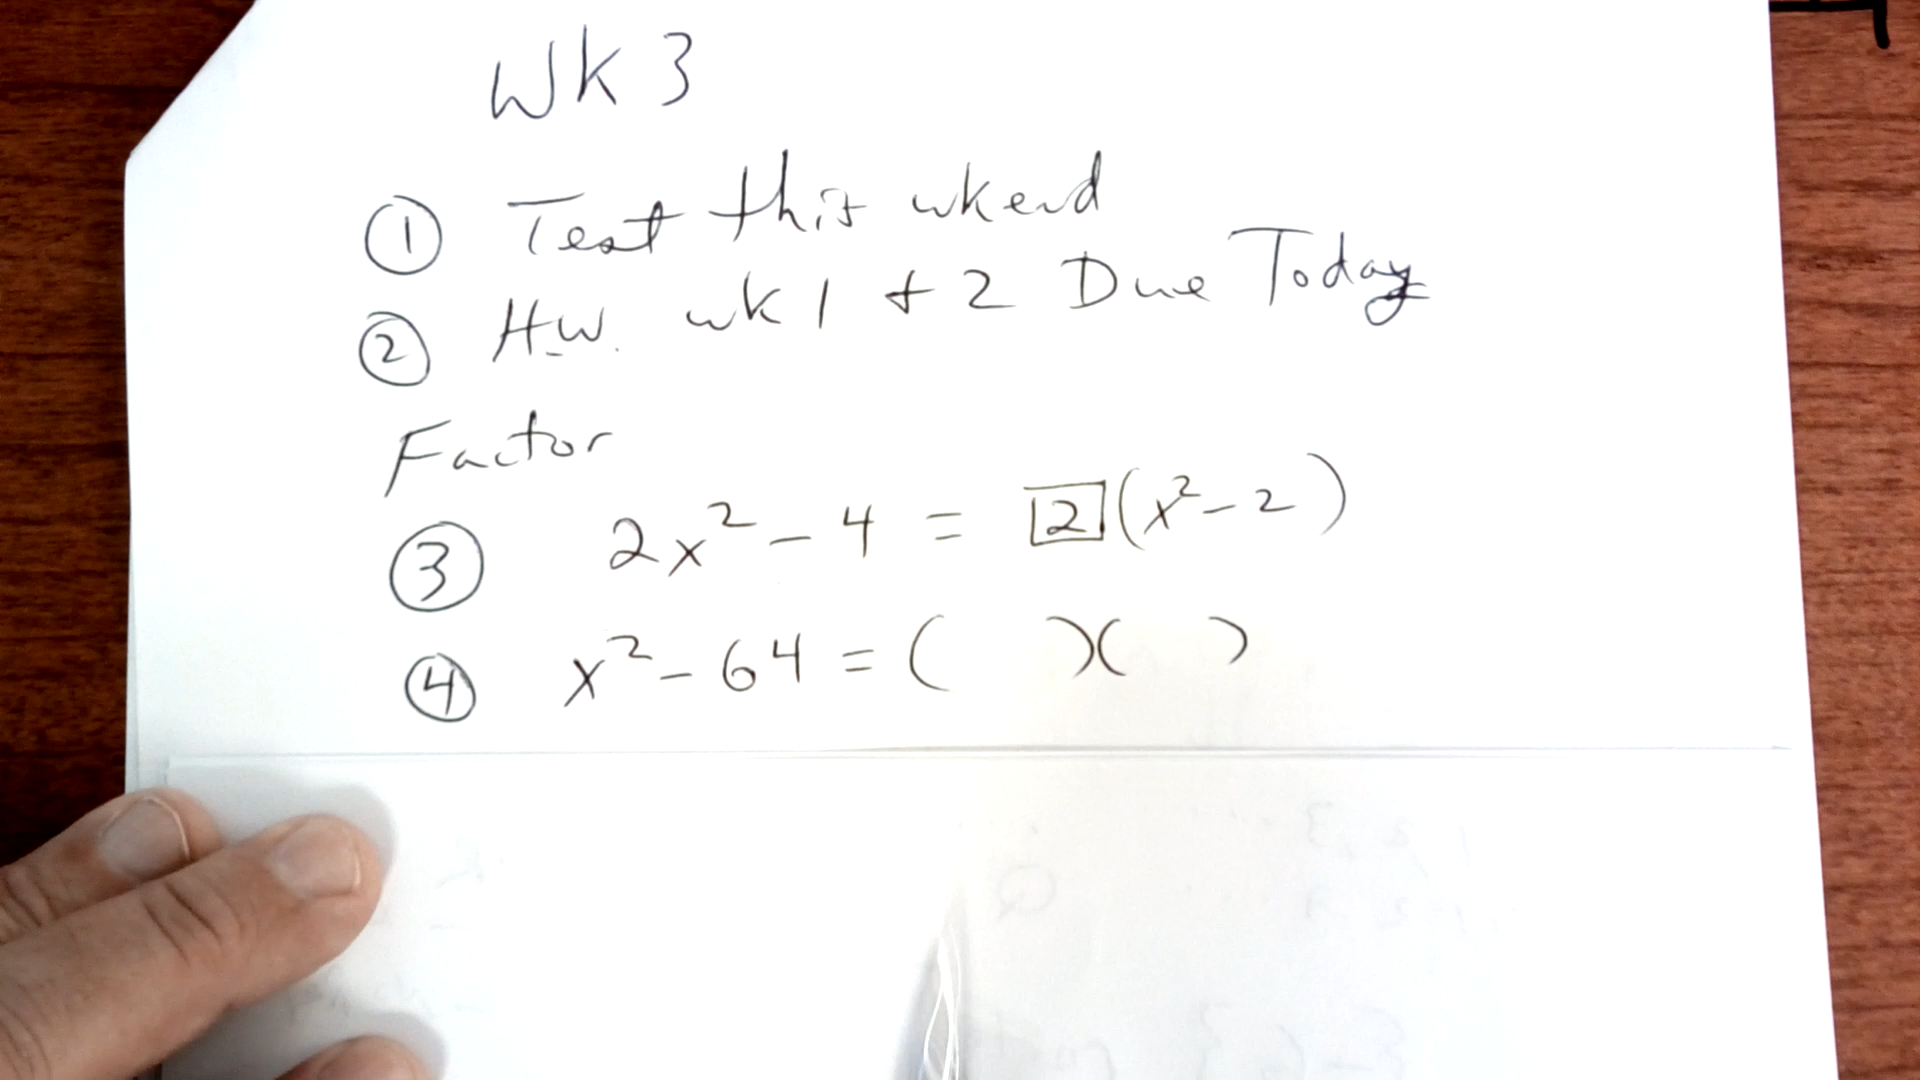 Wk 3
① Test this wkend
② H.W. wk 1 + 2 Due Today
Factor
③ 2x² - 4 = 2(x² - 2)
④ x² - 64 = (   )(   )